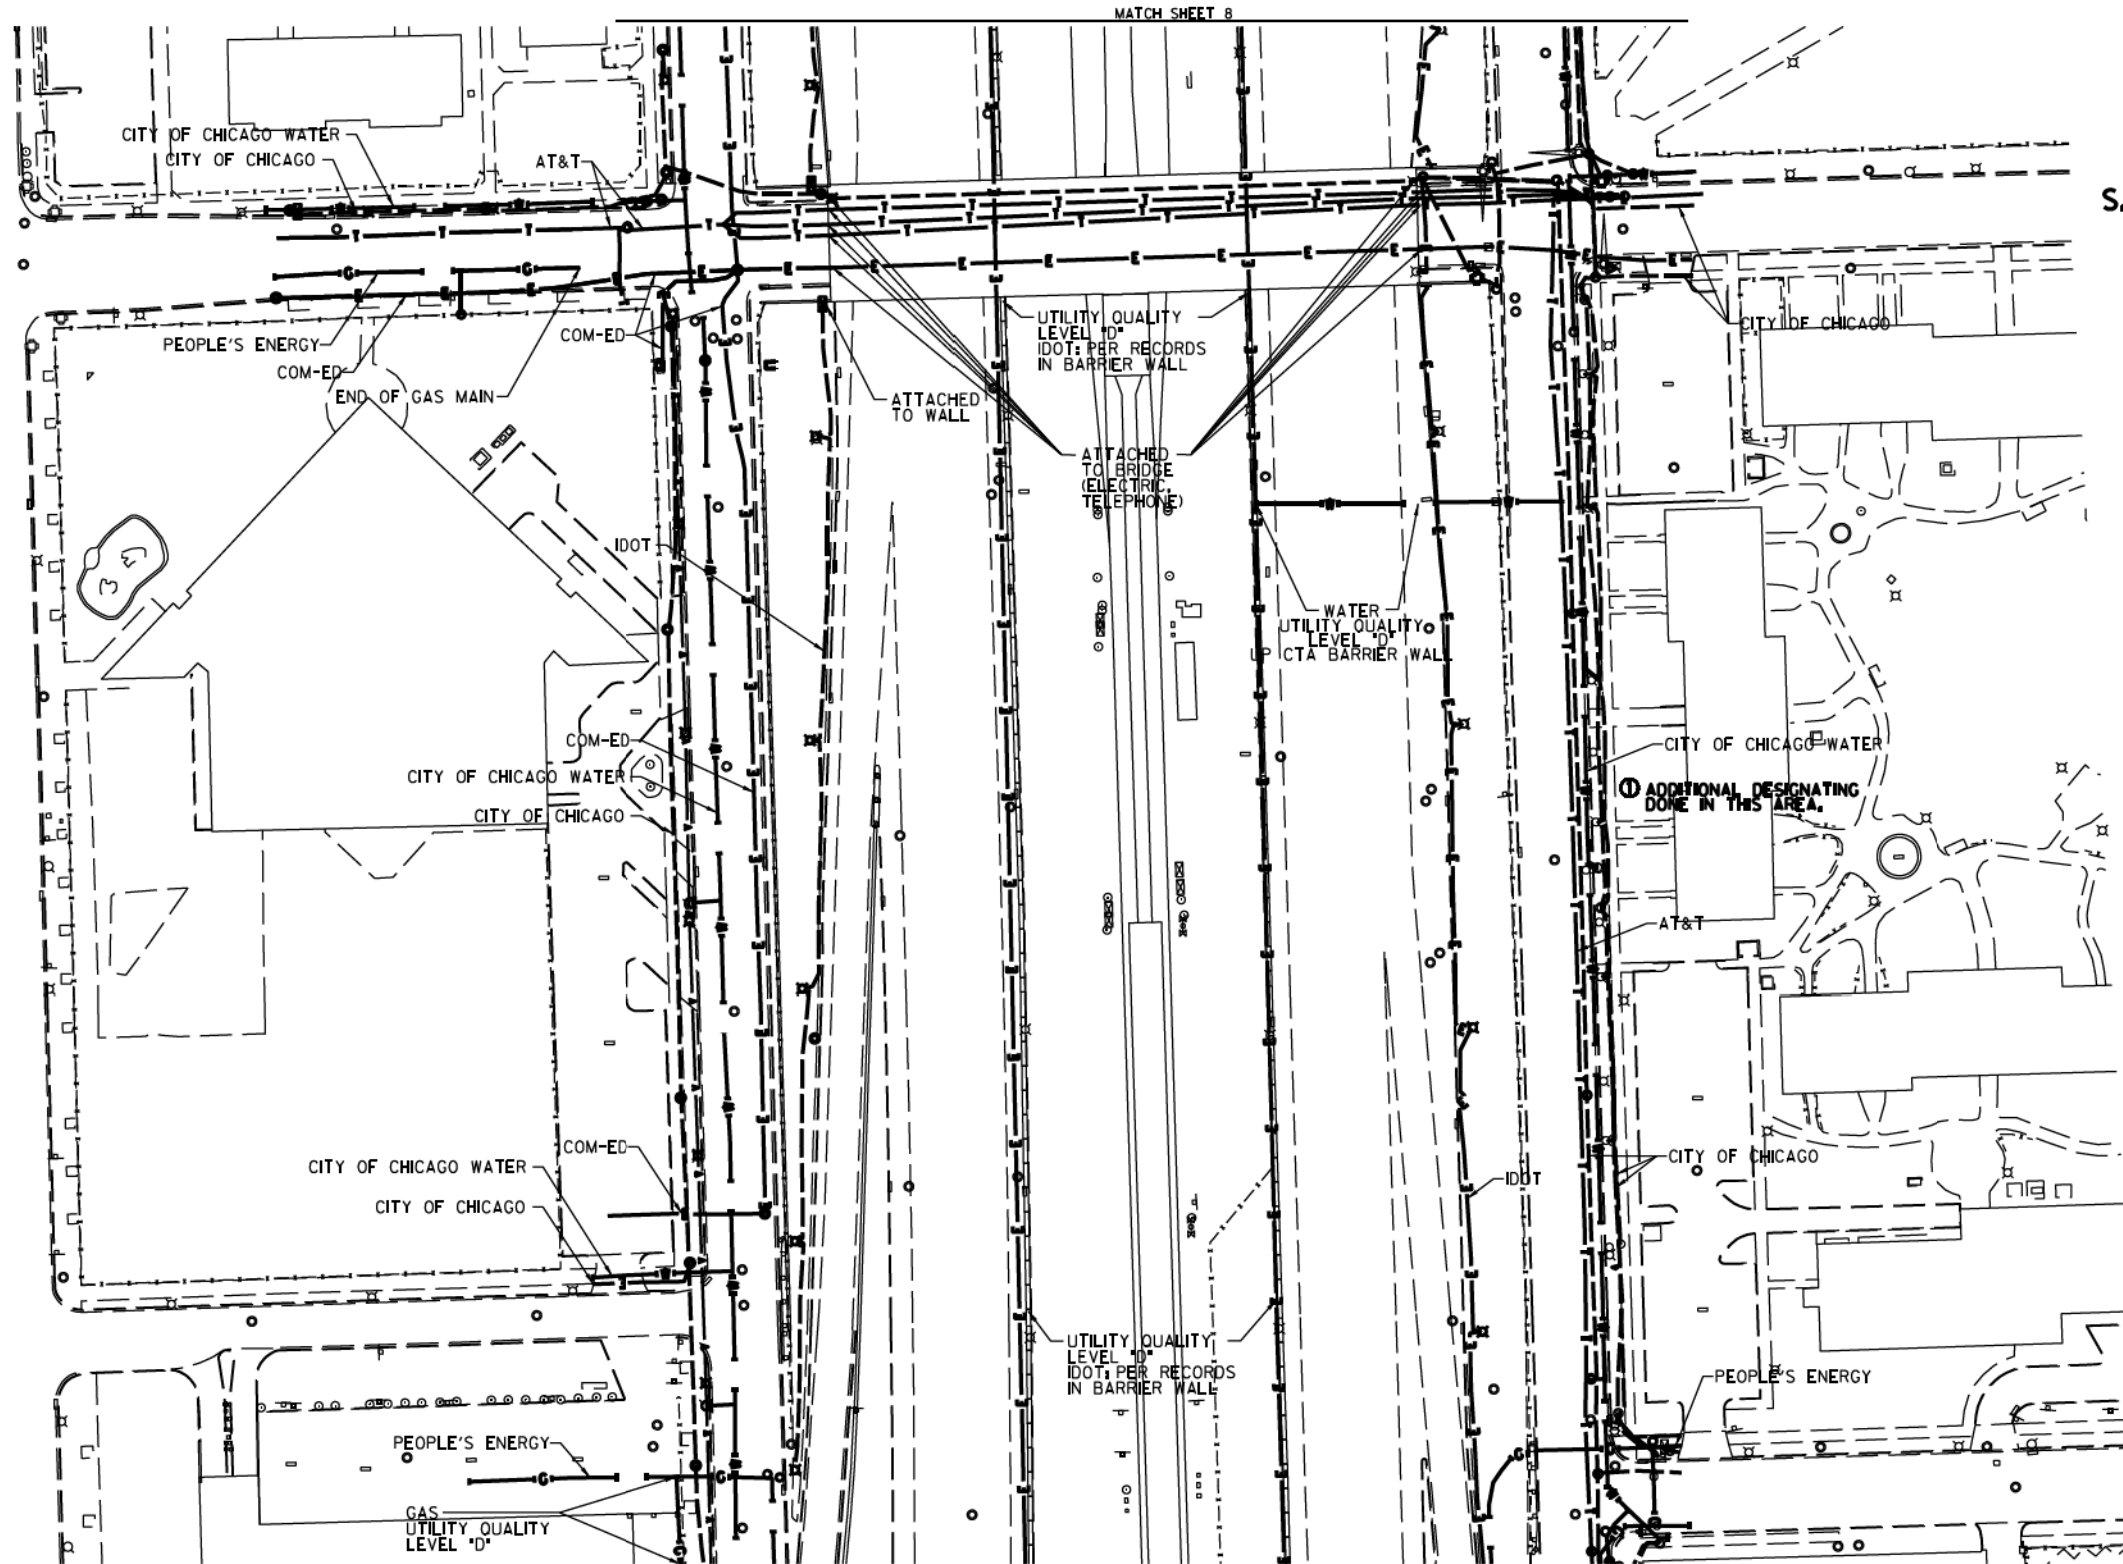 MATCH SHEET 8
CITY OF CHICAGO WATER
CITY OF CHICAGO
AT&T
S.
PEOPLE'S ENERGY
COM-ED
END OF GAS MAIN
COM-ED
UTILITY QUALITY
LEVEL "D"
IDOT: PER RECORDS
IN BARRIER WALL
CITY OF CHICAGO
ATTACHED
TO WALL
ATTACHED
TO BRIDGE
(ELECTRIC,
TELEPHONE)
IDOT
WATER
UTILITY QUALITY
LEVEL "D"
UP CTA BARRIER WALL
COM-ED
CITY OF CHICAGO WATER
CITY OF CHICAGO
CITY OF CHICAGO WATER
1 ADDITIONAL DESIGNATING
DONE IN THIS AREA.
AT&T
COM-ED
CITY OF CHICAGO WATER
CITY OF CHICAGO
CITY OF CHICAGO
IDOT
UTILITY QUALITY
LEVEL "D"
IDOT: PER RECORDS
IN BARRIER WALL
PEOPLE'S ENERGY
PEOPLE'S ENERGY
GAS
UTILITY QUALITY
LEVEL "D"